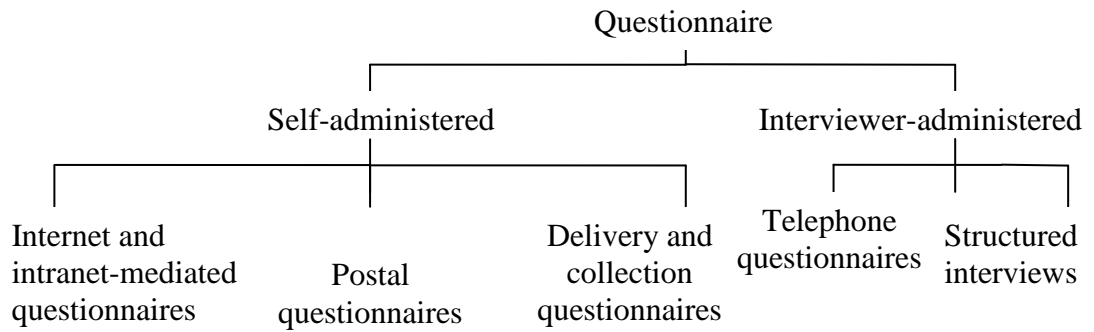 Questionnaire
Self-administered
Interviewer-administered
Internet and
intranet-mediated
questionnaires
Postal
questionnaires
Delivery and
collection
questionnaires
Telephone
questionnaires
Structured
interviews